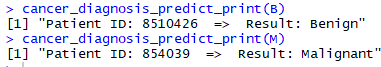 > cancer_diagnosis_predict_print(B)
[1] "Patient ID: 8510426  =>  Result: Benign"
> cancer_diagnosis_predict_print(M)
[1] "Patient ID: 854039  =>  Result: Malignant"